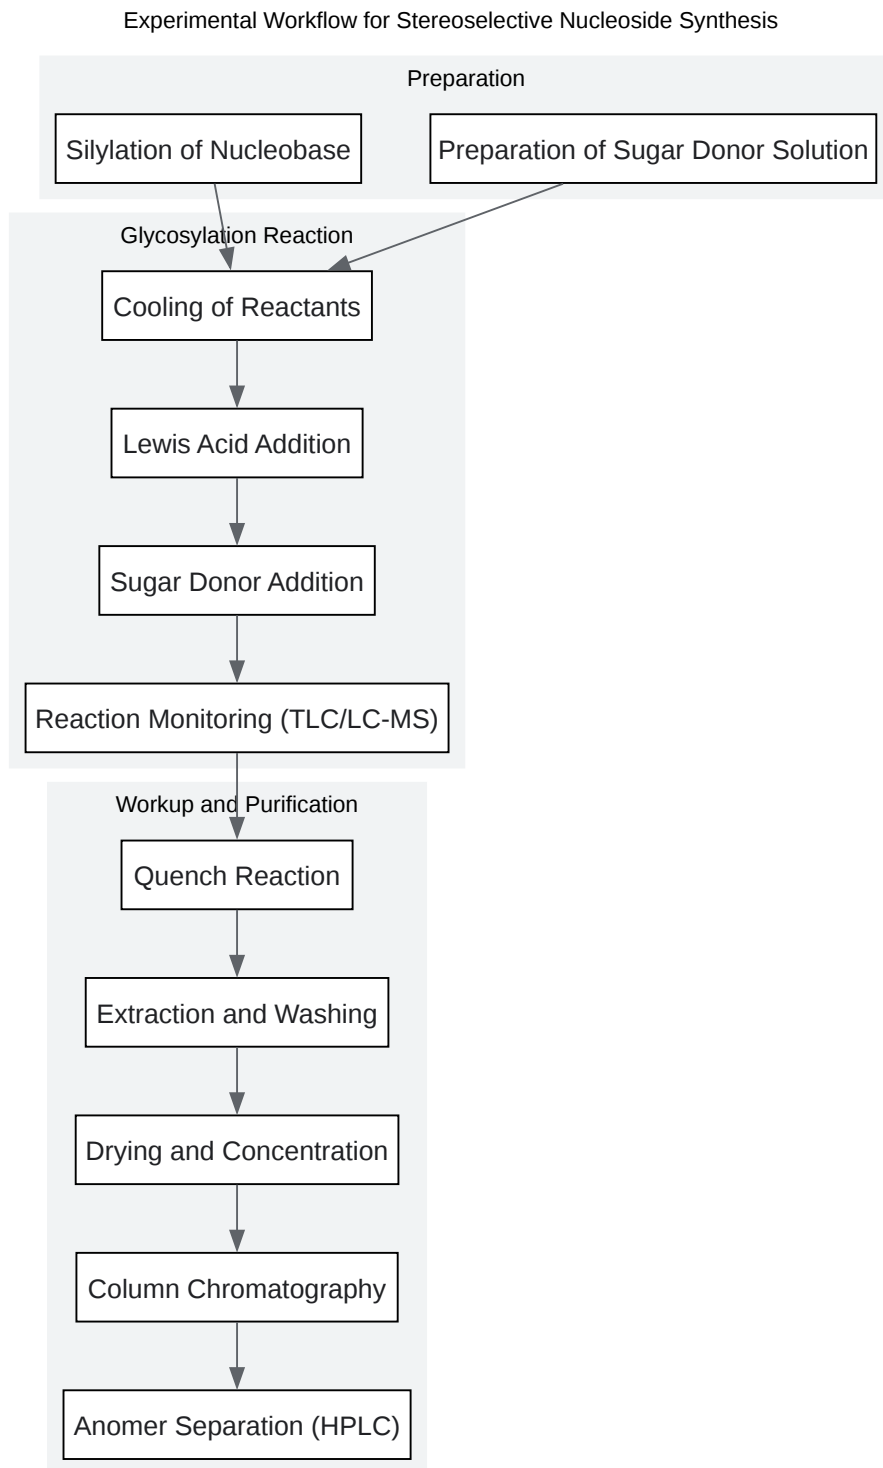 Experimental Workflow for Stereoselective Nucleoside Synthesis
Preparation
Silylation of Nucleobase
Preparation of Sugar Donor Solution
Glycosylation Reaction
Cooling of Reactants
Lewis Acid Addition
Sugar Donor Addition
Reaction Monitoring (TLC/LC-MS)
Workup and Purification
Quench Reaction
Extraction and Washing
Drying and Concentration
Column Chromatography
Anomer Separation (HPLC)